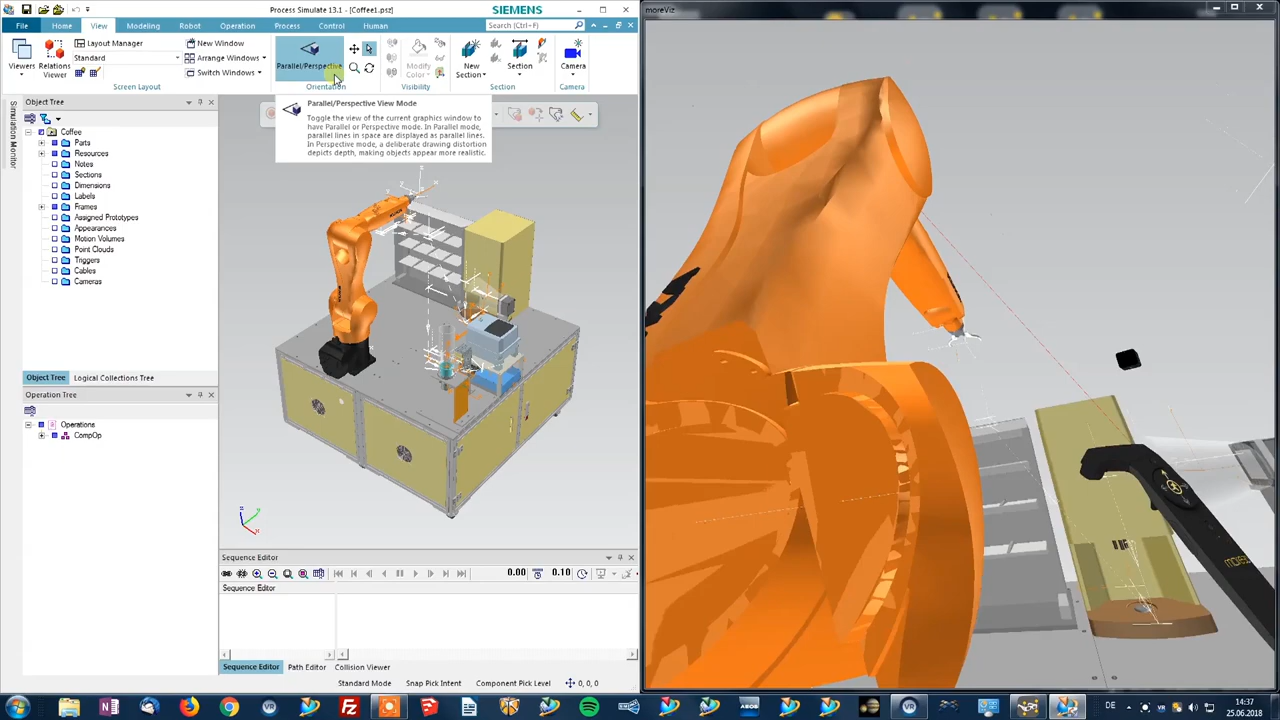 Process Simulate 13.1 - [Coffee1.psz]
SIEMENS
moreViz
File
Home
View
Modeling
Robot
Operation
Process
Control
Human
Search (Ctrl+F)
Viewers
Relations
Viewer
Layout Manager
Standard
Screen Layout
New Window
Arrange Windows
Switch Windows
Parallel/Perspective
Orientation
Modify
Color
Visibility
New
Section
Section
Section
Camera
Camera
Simulation Monitor
Object Tree
Parallel/Perspective View Mode
Toggle the view of the current graphics window to
have Parallel or Perspective mode. In Parallel mode,
parallel lines in space are displayed as parallel lines.
In Perspective mode, a deliberate drawing distortion
depicts depth, making objects appear more realistic.
Coffee
Parts
Resources
Notes
Sections
Dimensions
Labels
Frames
Assigned Prototypes
Appearances
Motion Volumes
Point Clouds
Triggers
Cables
Cameras
Object Tree
Logical Collections Tree
Operation Tree
Operations
CompOp
Sequence Editor
0.00
0.10
Sequence Editor
Sequence Editor
Path Editor
Collision Viewer
Standard Mode
Snap Pick Intent
Component Pick Level
0, 0, 0
DE
14:37
25.06.2018